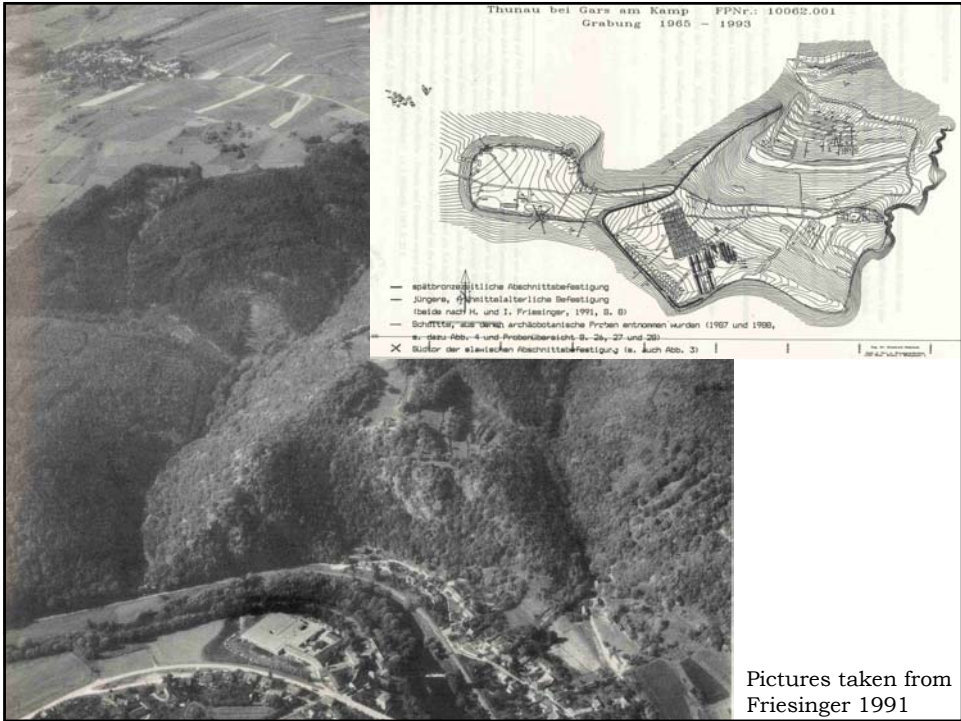 Thunau bei Gars am Kamp FPNr.: 10062.001
Grabung 1965 - 1993
spätbronzezeitliche Abschnittsbefestigung
jüngere, frühmittelalterliche Befestigung
(beide nach H. und I. Friesinger, 1991, S. 8)
Schnitte, aus denen archäobotanische Proben entnommen wurden (1987 und 1988,
s. dazu Abb. 4 und Probenübersicht S. 26, 27 und 28)
Südtor der slawischen Abschnittsbefestigung (s. auch Abb. 3)
Pictures taken from
Friesinger 1991